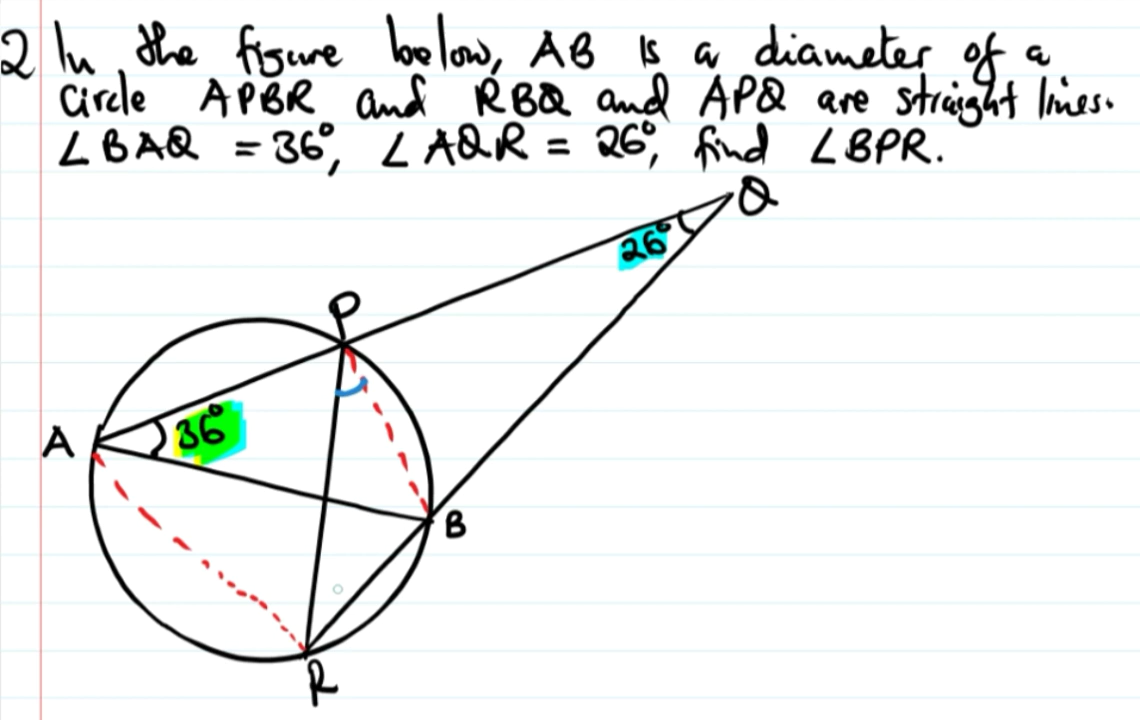 2 In the figure below, AB is a diameter of a
Circle APBR and RBQ and APQ are straight lines.
∠BAQ = 36°, ∠AQR = 26°, find ∠BPR.
Q
26°
P
A
36°
B
R